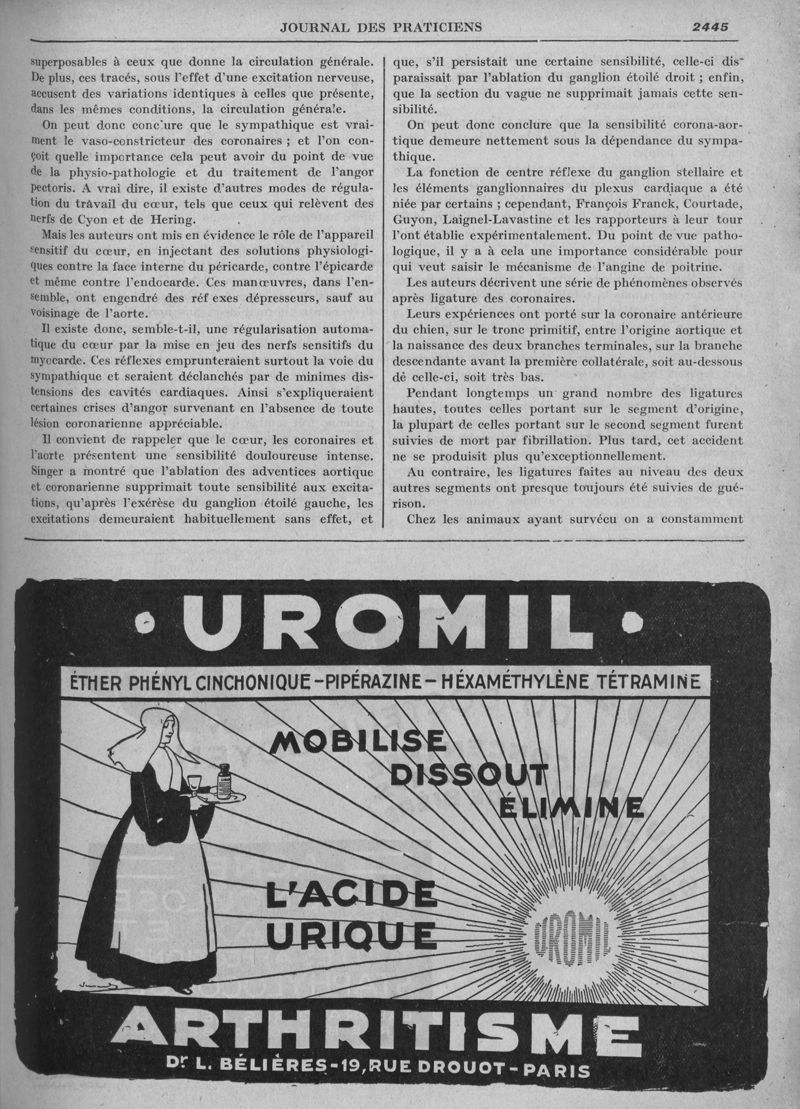 JOURNAL DES PRATICIENS 2445
superposables à ceux que donne la circulation générale.
De plus, ces tracés, sous l'effet d'une excitation nerveuse,
accusent des variations identiques à celles que présente,
dans les mêmes conditions, la circulation générale.
On peut donc conc'ure que le sympathique est vrai-
ment le vaso-constricteur des coronaires ; et l'on con-
çoit quelle importance cela peut avoir du point de vue
de la physio-pathologie et du traitement de l'angor
pectoris. A vrai dire, il existe d'autres modes de régula-
tion du travail du cœur, tels que ceux qui relèvent des
nerfs de Cyon et de Hering.
Mais les auteurs ont mis en évidence le rôle de l'appareil
sensitif du cœur, en injectant des solutions physiologi-
ques contre la face interne du péricarde, contre l'épicarde
et même contre l'endocarde. Ces manœuvres, dans l'en-
semble, ont engendré des réf exes dépresseurs, sauf au
voisinage de l'aorte.
Il existe donc, semble-t-il, une régularisation automa-
tique du cœur par la mise en jeu des nerfs sensitifs du
myocarde. Ces réflexes emprunteraient surtout la voie du
sympathique et seraient déclanchés par de minimes dis-
tensions des cavités cardiaques. Ainsi s'expliqueraient
certaines crises d'angor survenant en l'absence de toute
lésion coronarienne appréciable.
Il convient de rappeler que le cœur, les coronaires et
l'aorte présentent une sensibilité douloureuse intense.
Singer a montré que l'ablation des adventices aortique
et coronarienne supprimait toute sensibilité aux excita-
tions, qu'après l'exérèse du ganglion étoilé gauche, les
excitations demeuraient habituellement sans effet, et
que, s'il persistait une certaine sensibilité, celle-ci dis-
paraissait par l'ablation du ganglion étoilé droit ; enfin,
que la section du vague ne supprimait jamais cette sen-
sibilité.
On peut donc conclure que la sensibilité corona-aor-
tique demeure nettement sous la dépendance du sympa-
thique.
La fonction de centre réflexe du ganglion stellaire et
les éléments ganglionnaires du plexus cardiaque a été
niée par certains ; cependant, François Franck, Courtade,
Guyon, Laignel-Lavastine et les rapporteurs à leur tour
l'ont établie expérimentalement. Du point de vue patho-
logique, il y a à cela une importance considérable pour
qui veut saisir le mécanisme de l'angine de poitrine.
Les auteurs décrivent une série de phénomènes observés
après ligature des coronaires.
Leurs expériences ont porté sur la coronaire antérieure
du chien, sur le tronc primitif, entre l'origine aortique et
la naissance des deux branches terminales, sur la branche
descendante avant la première collatérale, soit au-dessous
de celle-ci, soit très bas.
Pendant longtemps un grand nombre des ligatures
hautes, toutes celles portant sur le segment d'origine,
la plupart de celles portant sur le second segment furent
suivies de mort par fibrillation. Plus tard, cet accident
ne se produisit plus qu'exceptionnellement.
Au contraire, les ligatures faites au niveau des deux
autres segments ont presque toujours été suivies de gué-
rison.
Chez les animaux ayant survécu on a constamment
· UROMIL ·
ÉTHER PHÉNYL CINCHONIQUE - PIPÉRAZINE - HÉXAMÉTHYLÈNE TÉTRAMINE
MOBILISE
DISSOUT
ÉLIMINE
L'ACIDE
URIQUE
UROMIL
ARTHRITISME
Dr L. BÉLIÈRES - 19, RUE DROUOT - PARIS